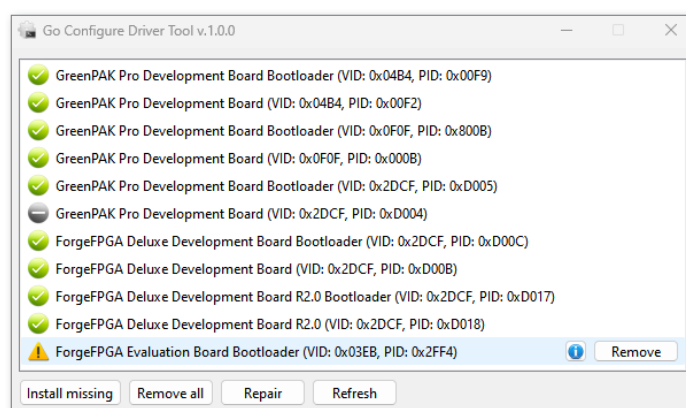 Go Configure Driver Tool v.1.0.0
GreenPAK Pro Development Board Bootloader (VID: 0x04B4, PID: 0x00F9)
GreenPAK Pro Development Board (VID: 0x04B4, PID: 0x00F2)
GreenPAK Pro Development Board Bootloader (VID: 0x0F0F, PID: 0x800B)
GreenPAK Pro Development Board (VID: 0x0F0F, PID: 0x000B)
GreenPAK Pro Development Board Bootloader (VID: 0x2DCF, PID: 0xD005)
GreenPAK Pro Development Board (VID: 0x2DCF, PID: 0xD004)
ForgeFPGA Deluxe Development Board Bootloader (VID: 0x2DCF, PID: 0xD00C)
ForgeFPGA Deluxe Development Board (VID: 0x2DCF, PID: 0xD00B)
ForgeFPGA Deluxe Development Board R2.0 Bootloader (VID: 0x2DCF, PID: 0xD017)
ForgeFPGA Deluxe Development Board R2.0 (VID: 0x2DCF, PID: 0xD018)
ForgeFPGA Evaluation Board Bootloader (VID: 0x03EB, PID: 0x2FF4) Remove
Install missing Remove all Repair Refresh